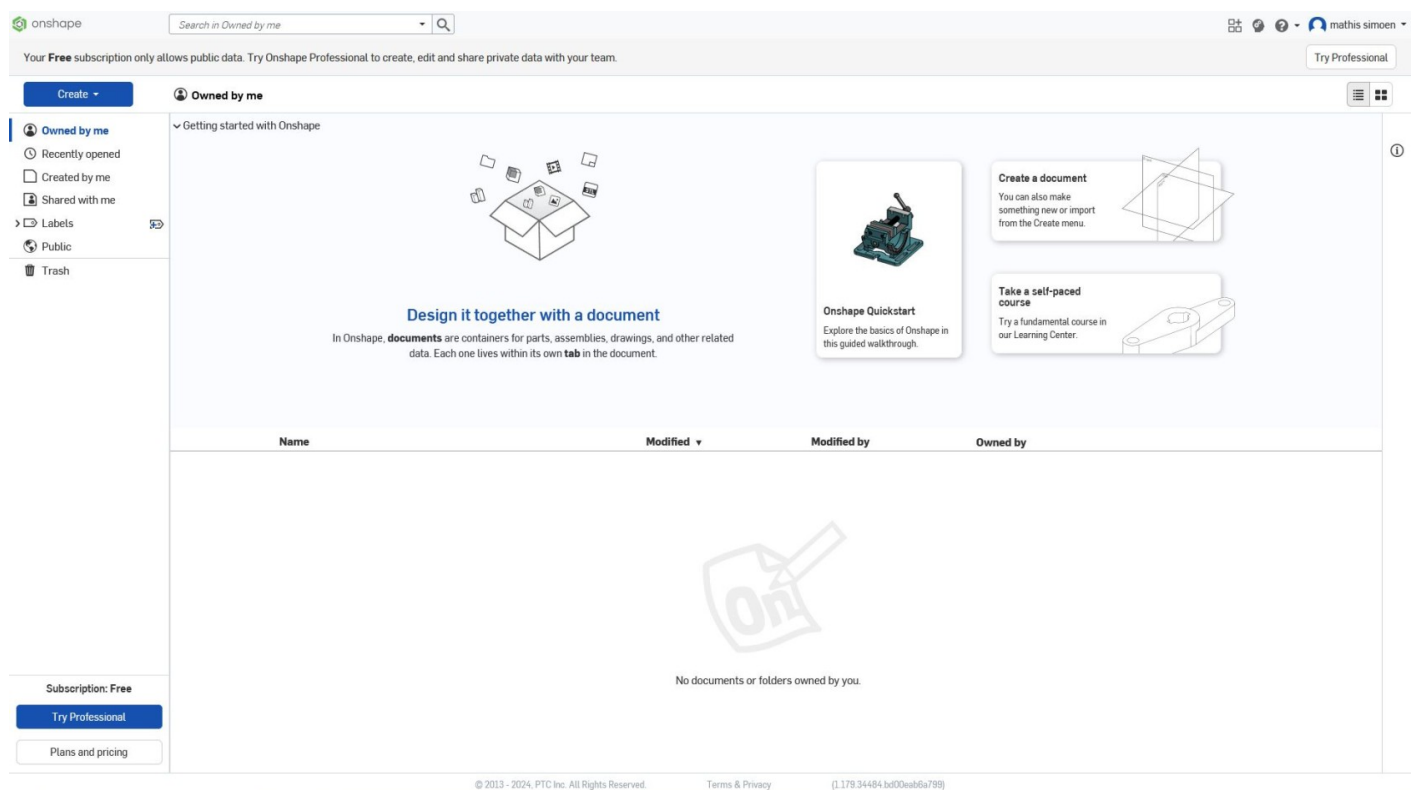 onshape
Search in Owned by me
mathis simoen
Your Free subscription only allows public data. Try Onshape Professional to create, edit and share private data with your team.
Try Professional
Create
Owned by me
Owned by me
Recently opened
Created by me
Shared with me
Labels
Public
Trash
Getting started with Onshape
Design it together with a document
In Onshape, documents are containers for parts, assemblies, drawings, and other related
data. Each one lives within its own tab in the document.
Onshape Quickstart
Explore the basics of Onshape in
this guided walkthrough.
Create a document
You can also make
something new or import
from the Create menu.
Take a self-paced
course
Try a fundamental course in
our Learning Center.
Name
Modified
Modified by
Owned by
On
No documents or folders owned by you.
Subscription: Free
Try Professional
Plans and pricing
© 2013 - 2024, PTC Inc. All Rights Reserved.
Terms & Privacy
(1.179.34484.bd00eab6a799)